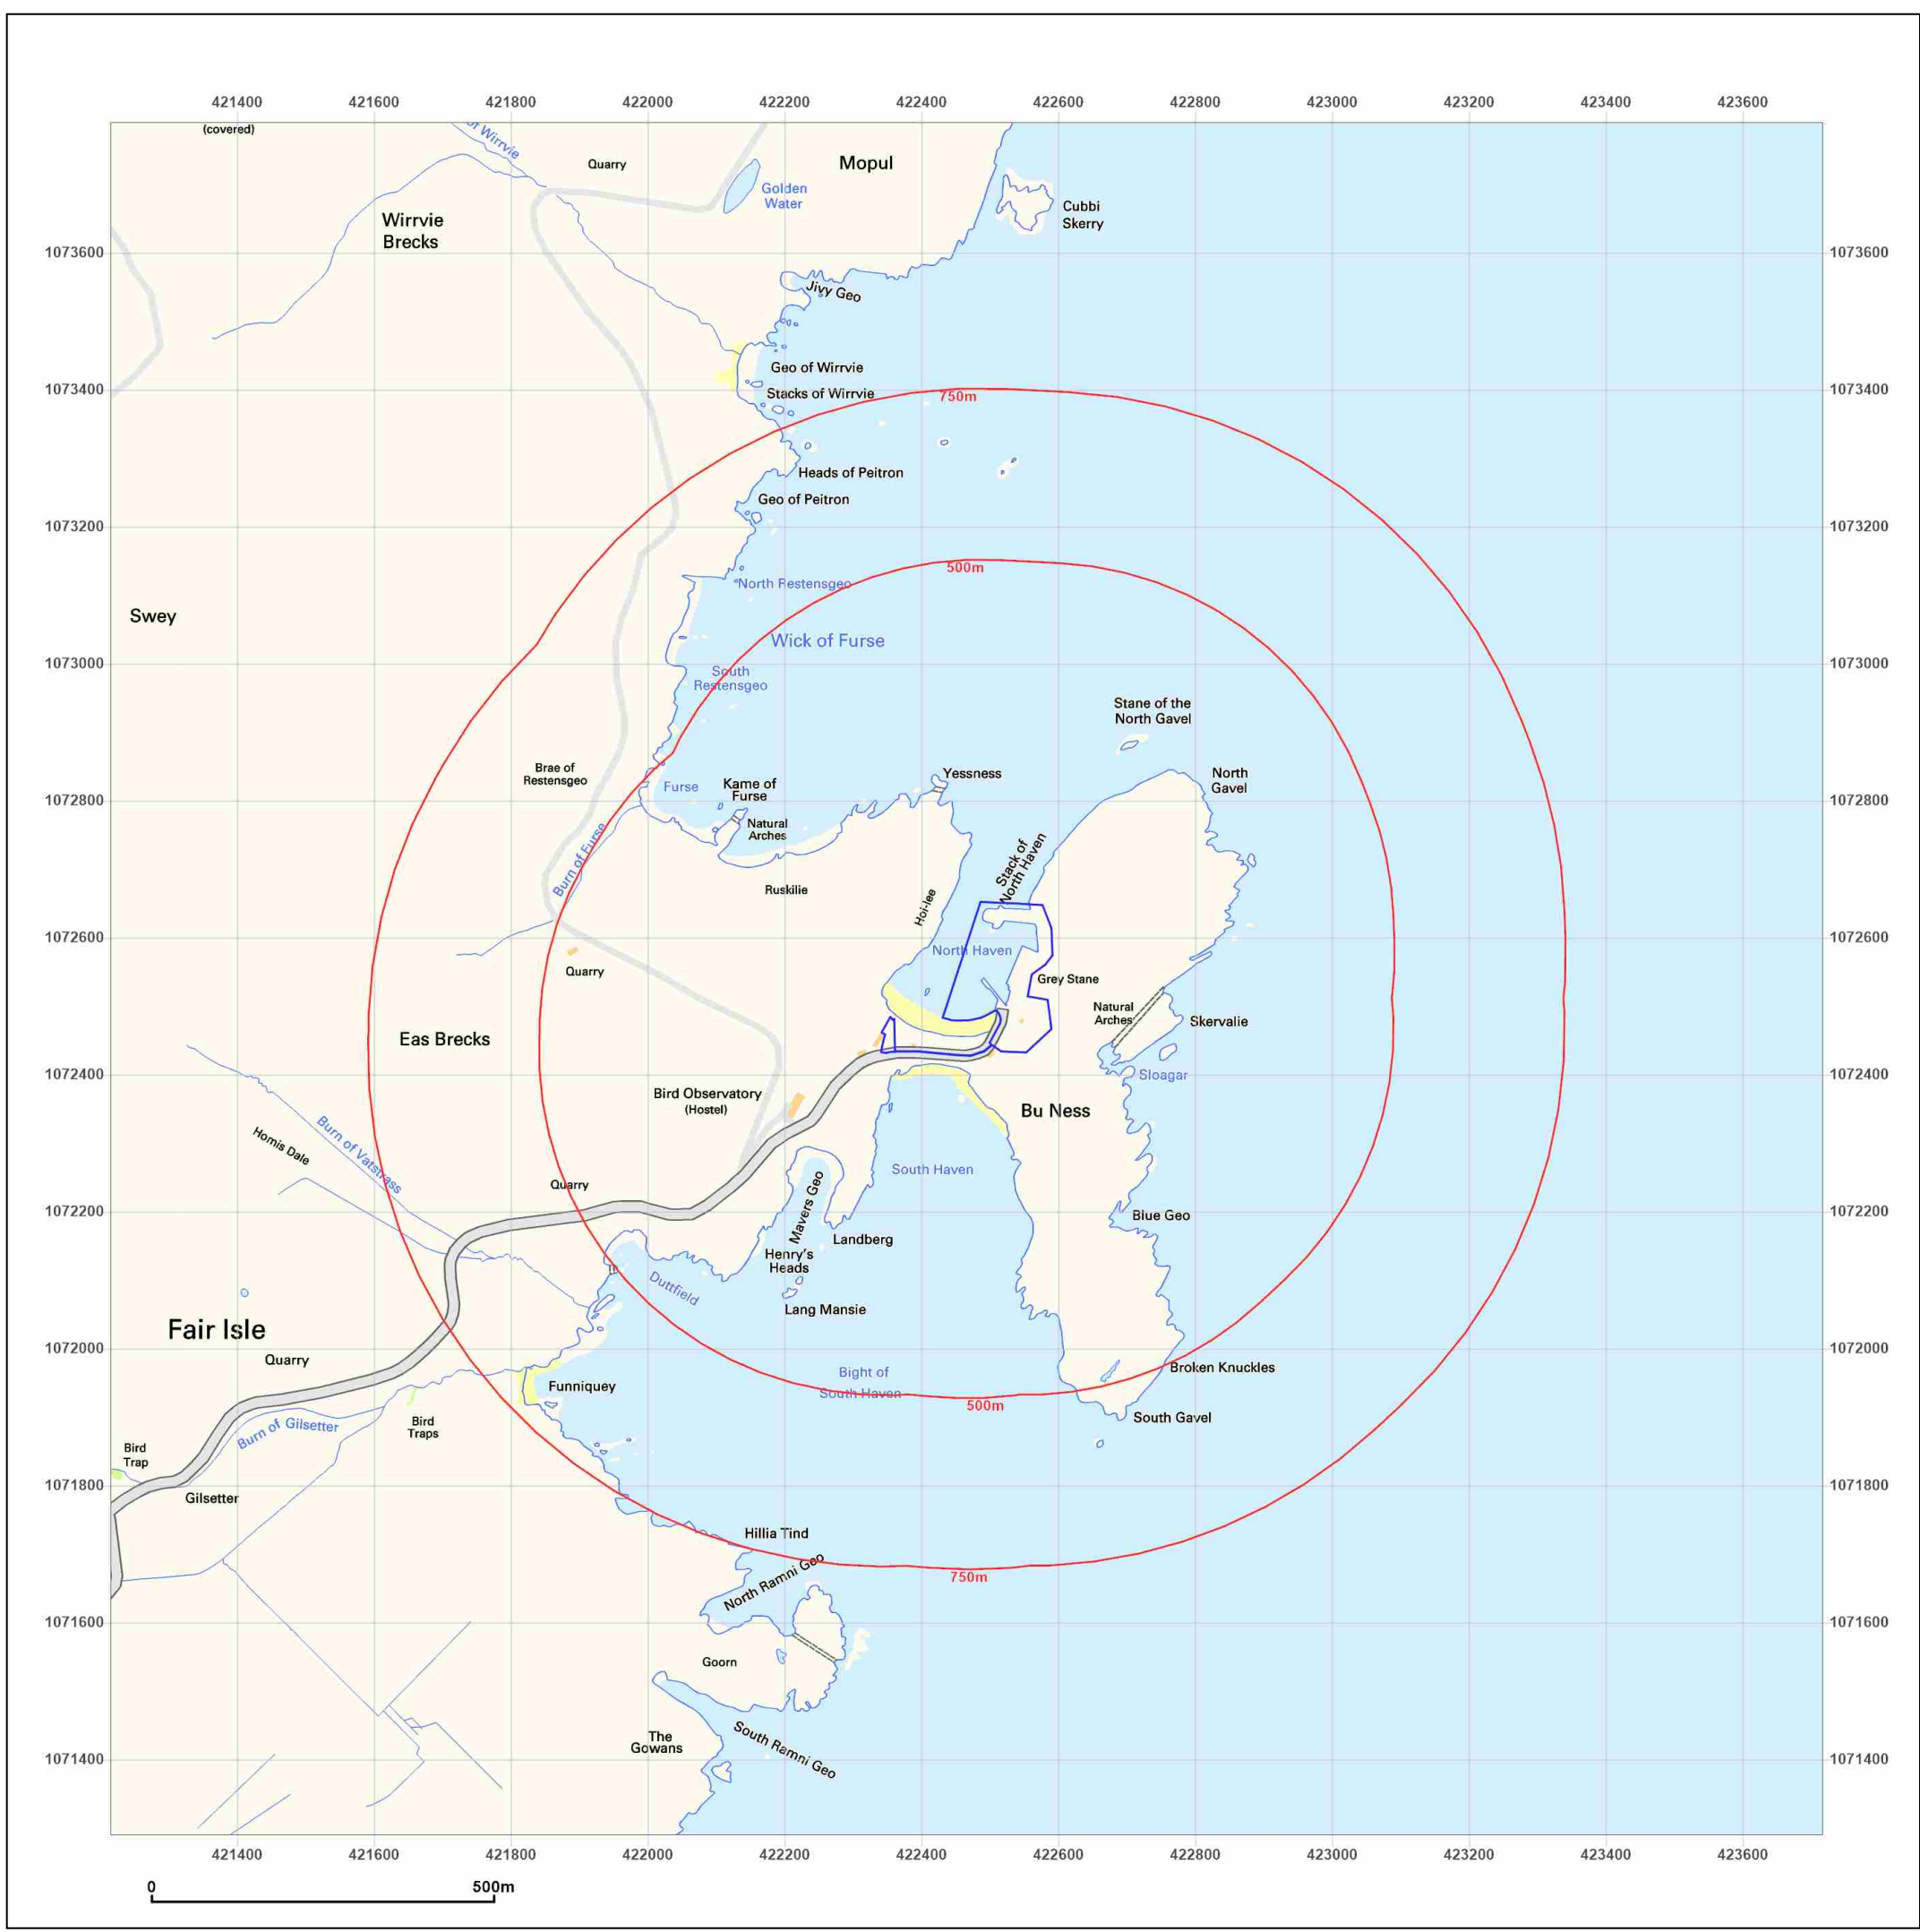 421400 421600 421800 422000 422200 422400 422600 422800 423000 423200 423400 423600
(covered)
of Wirrvie
Quarry
Mopul
Golden
Water
Cubbi
Skerry
Wirrvie
Brecks
1073600
1073600
Jivy Geo
Geo of Wirrvie
1073400
Stacks of Wirrvie
750m
1073400
Heads of Peitron
Geo of Peitron
1073200
1073200
500m
North Restensgeo
Swey
Wick of Furse
1073000
1073000
South
Restensgeo
Stane of the
North Gavel
Brae of
Restensgeo
Furse
Kame of
Furse
Yessness
North
Gavel
1072800
1072800
Natural
Arches
Burn of Furse
Stack of
North Haven
Ruskilie
Hoi-lee
1072600
1072600
North Haven
Quarry
Grey Stane
Natural
Arches
Skervalie
Eas Brecks
1072400
Sloagar
1072400
Bird Observatory
(Hostel)
Bu Ness
Homis Dale
Burn of Vatstrass
South Haven
Quarry
1072200
Mavers Geo
Blue Geo
1072200
Landberg
Henry's
Heads
Duttfield
Lang Mansie
Fair Isle
1072000
1072000
Quarry
Bight of
South Haven
Broken Knuckles
Funniquey
500m
South Gavel
Burn of Gilsetter
Bird
Traps
Bird
Trap
1071800
1071800
Gilsetter
Hillia Tind
North Ramni Geo
750m
1071600
1071600
Goorn
The
Gowans
South Ramni Geo
1071400
1071400
421400 421600 421800 422000 422200 422400 422600 422800 423000 423200 423400 423600
0 500m